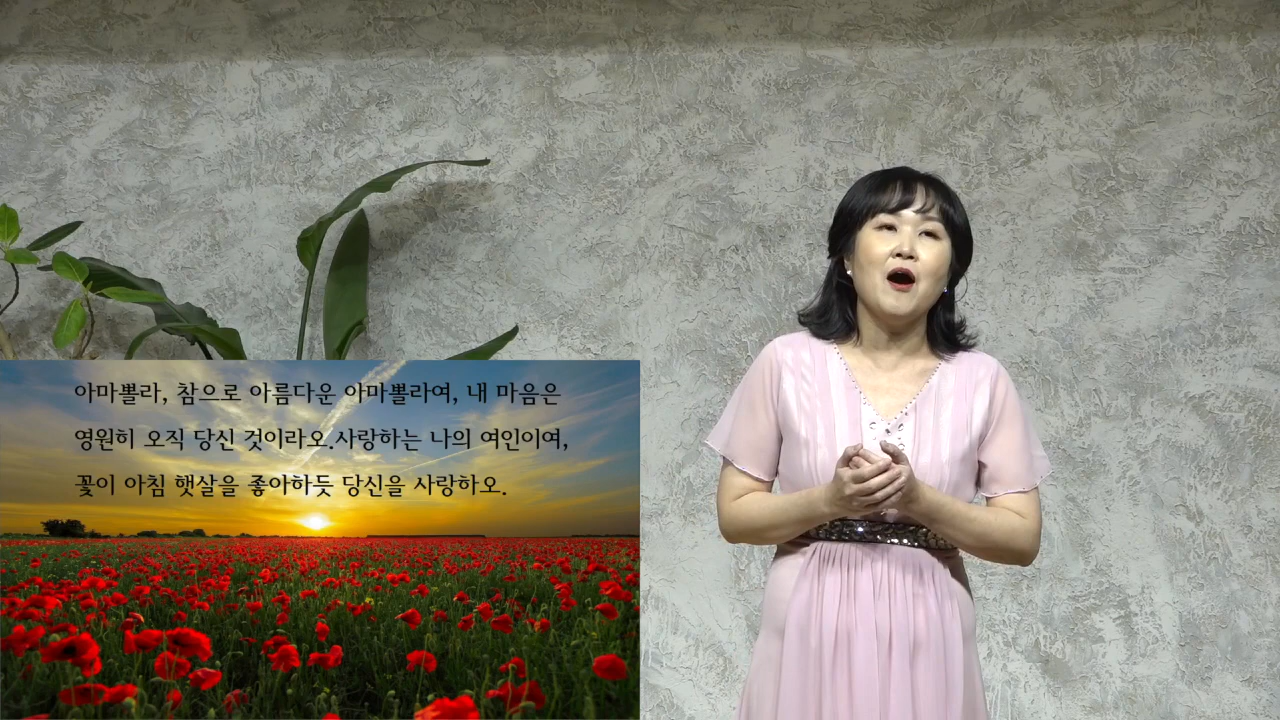 아마뽈라, 참으로 아름다운 아마뽈라여, 내 마음은
영원히 오직 당신 것이라오.사랑하는 나의 여인이여,
꽃이 아침 햇살을 좋아하듯 당신을 사랑하오.